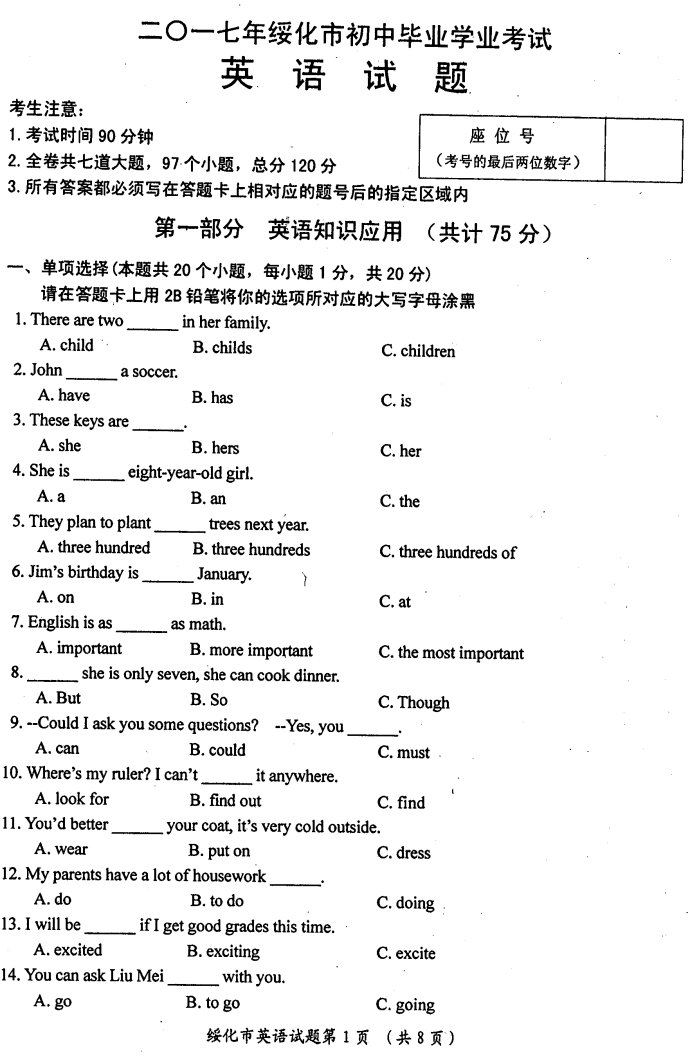 二〇一七年绥化市初中毕业学业考试
英 语 试 题
考生注意：
1. 考试时间 90 分钟
2. 全卷共七道大题，97 个小题，总分 120 分
3. 所有答案都必须写在答题卡上相对应的题号后的指定区域内
座 位 号
（考号的最后两位数字）
第一部分 英语知识应用 （共计 75 分）
一、单项选择(本题共 20 个小题，每小题 1 分，共 20 分)
请在答题卡上用 2B 铅笔将你的选项所对应的大写字母涂黑
1. There are two ______ in her family.
A. child B. childs C. children
2. John ______ a soccer.
A. have B. has C. is
3. These keys are ______.
A. she B. hers C. her
4. She is ______ eight-year-old girl.
A. a B. an C. the
5. They plan to plant ______ trees next year.
A. three hundred B. three hundreds C. three hundreds of
6. Jim's birthday is ______ January.
A. on B. in C. at
7. English is as ______ as math.
A. important B. more important C. the most important
8. ______ she is only seven, she can cook dinner.
A. But B. So C. Though
9. --Could I ask you some questions? --Yes, you ______.
A. can B. could C. must
10. Where's my ruler? I can't ______ it anywhere.
A. look for B. find out C. find
11. You'd better ______ your coat, it's very cold outside.
A. wear B. put on C. dress
12. My parents have a lot of housework ______.
A. do B. to do C. doing
13. I will be ______ if I get good grades this time.
A. excited B. exciting C. excite
14. You can ask Liu Mei ______ with you.
A. go B. to go C. going
绥化市英语试题第 1 页 （共 8 页）